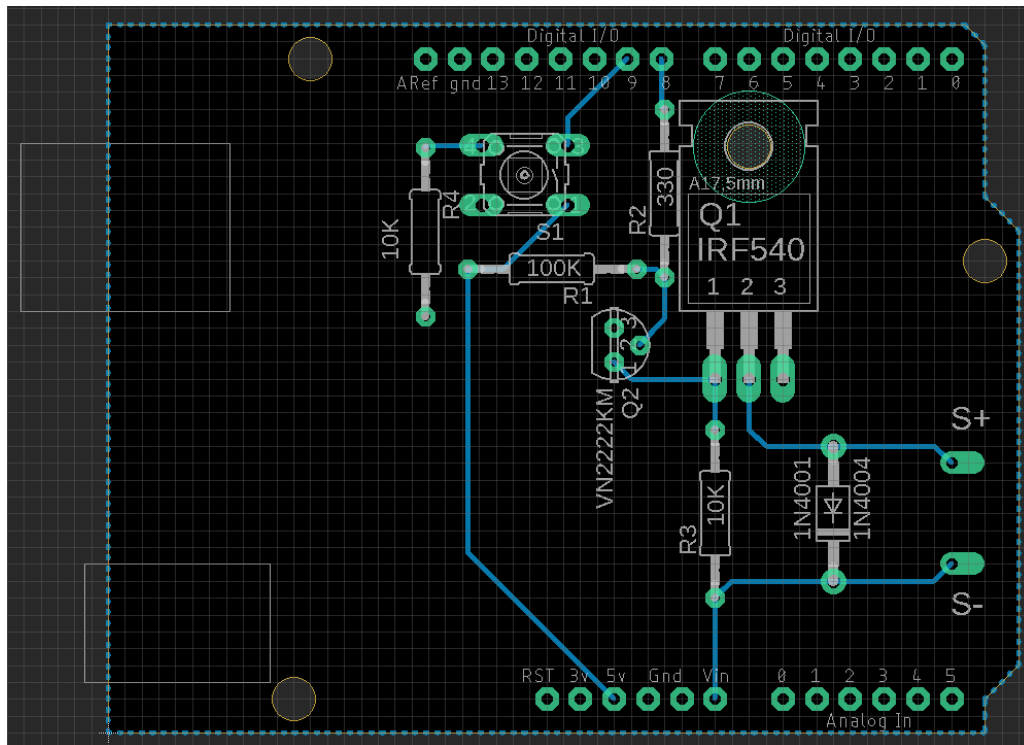 Digital I/O
Digital I/O
ARef gnd 13 12 11 10 9 8 7 6 5 4 3 2 1 0
A17,5mm
R4
10K
S1
330
R2
Q1
IRF540
1 2 3
100K
R1
3
2
1
Q2
VN2222KM
S+
10K
R3
1N4001
1N4004
S-
RST 3v 5v Gnd Vin 0 1 2 3 4 5
Analog In